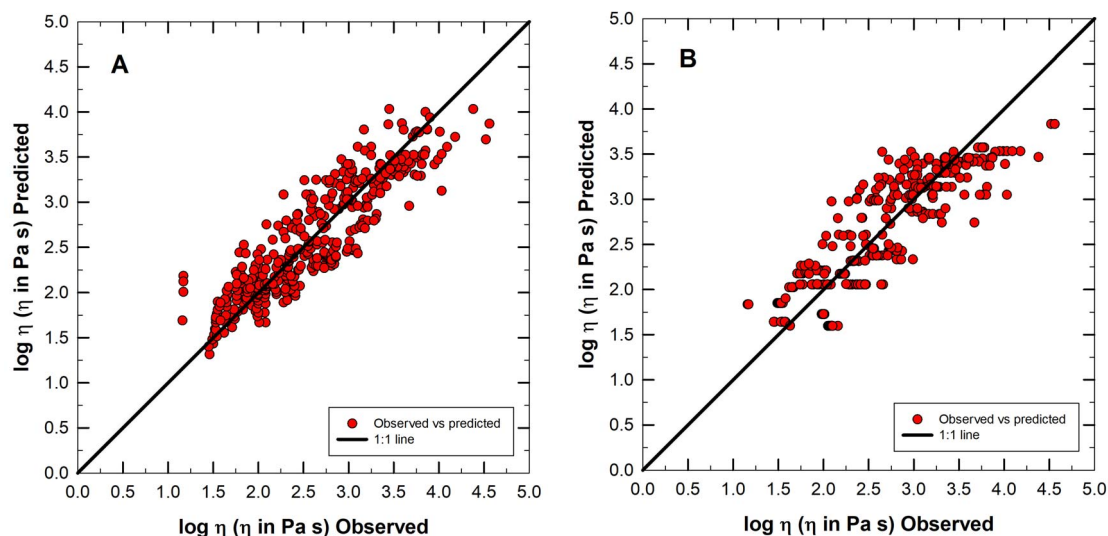 A
log η (η in Pa s) Predicted
5.0
4.5
4.0
3.5
3.0
2.5
2.0
1.5
1.0
0.5
0.0
Observed vs predicted
1:1 line
0.0 0.5 1.0 1.5 2.0 2.5 3.0 3.5 4.0 4.5 5.0
log η (η in Pa s) Observed
B
log η (η in Pa s) Predicted
5.0
4.5
4.0
3.5
3.0
2.5
2.0
1.5
1.0
0.5
0.0
Observed vs predicted
1:1 line
0.0 0.5 1.0 1.5 2.0 2.5 3.0 3.5 4.0 4.5 5.0
log η (η in Pa s) Observed